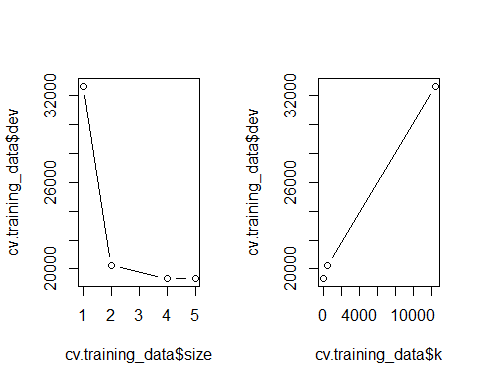 cv.training_data$dev
20000 26000 32000
1 2 3 4 5
cv.training_data$size
cv.training_data$dev
20000 26000 32000
0 4000 10000
cv.training_data$k